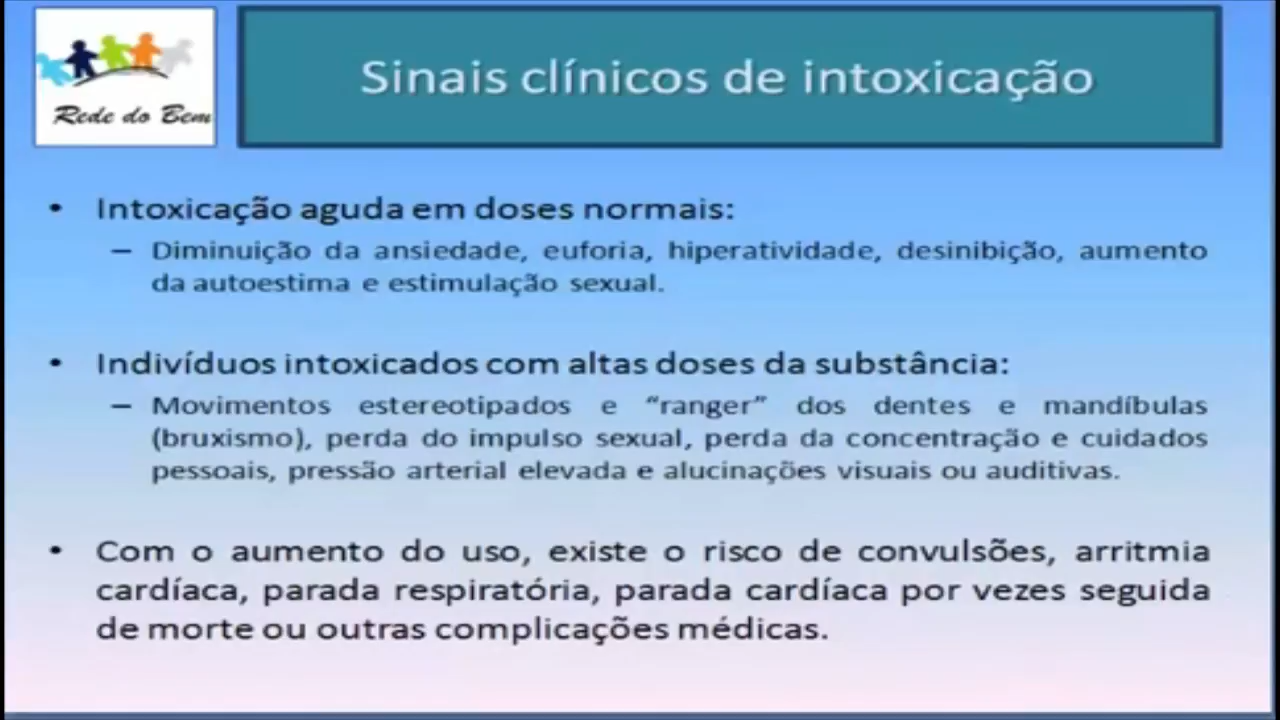 Rede do Bem
Sinais clínicos de intoxicação
• Intoxicação aguda em doses normais:
– Diminuição da ansiedade, euforia, hiperatividade, desinibição, aumento
da autoestima e estimulação sexual.
• Indivíduos intoxicados com altas doses da substância:
– Movimentos estereotipados e “ranger” dos dentes e mandíbulas
(bruxismo), perda do impulso sexual, perda da concentração e cuidados
pessoais, pressão arterial elevada e alucinações visuais ou auditivas.
• Com o aumento do uso, existe o risco de convulsões, arritmia
cardíaca, parada respiratória, parada cardíaca por vezes seguida
de morte ou outras complicações médicas.